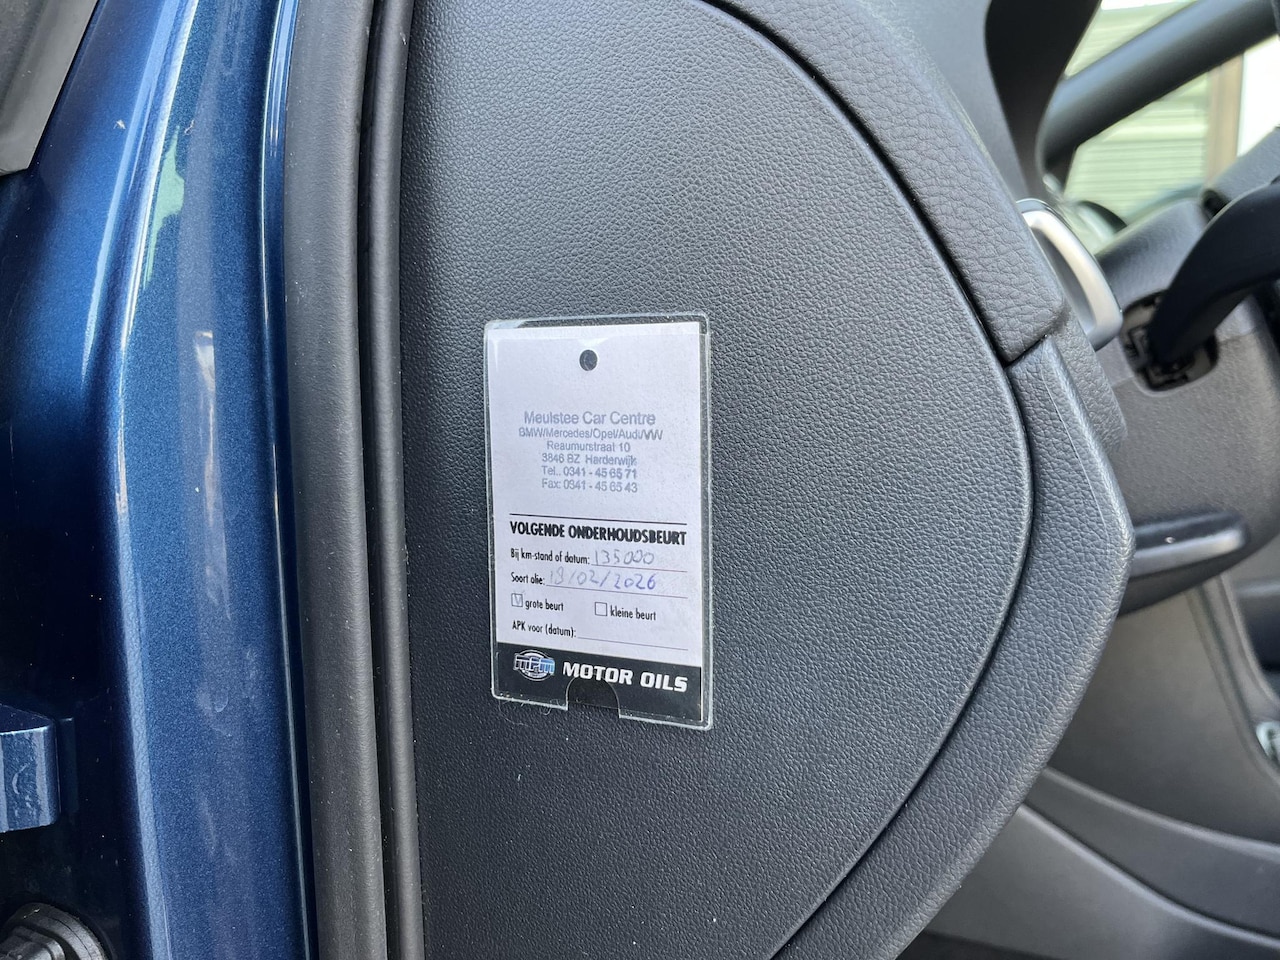 Meulstee Car Centre
BMW/Mercedes/Opel/Audi/VW
Reaumurstraat 10
3846 BZ Harderwijk
Tel.: 0341 - 45 65 71
Fax: 0341 - 45 65 43
VOLGENDE ONDERHOUDSBEURT
Bij km-stand of datum: 135000
Soort olie: 19/02/2026
grote beurt kleine beurt
APK voor (datum):
MPM MOTOR OILS